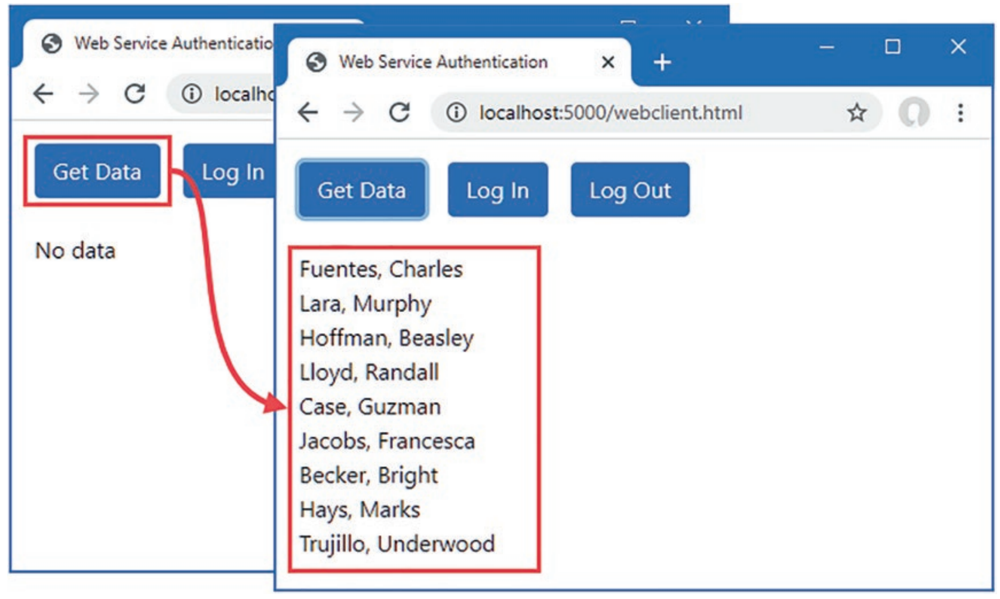 Web Service Authenticatio
localho
Get Data
Log In
No data
Web Service Authentication
localhost:5000/webclient.html
Get Data
Log In
Log Out
Fuentes, Charles
Lara, Murphy
Hoffman, Beasley
Lloyd, Randall
Case, Guzman
Jacobs, Francesca
Becker, Bright
Hays, Marks
Trujillo, Underwood